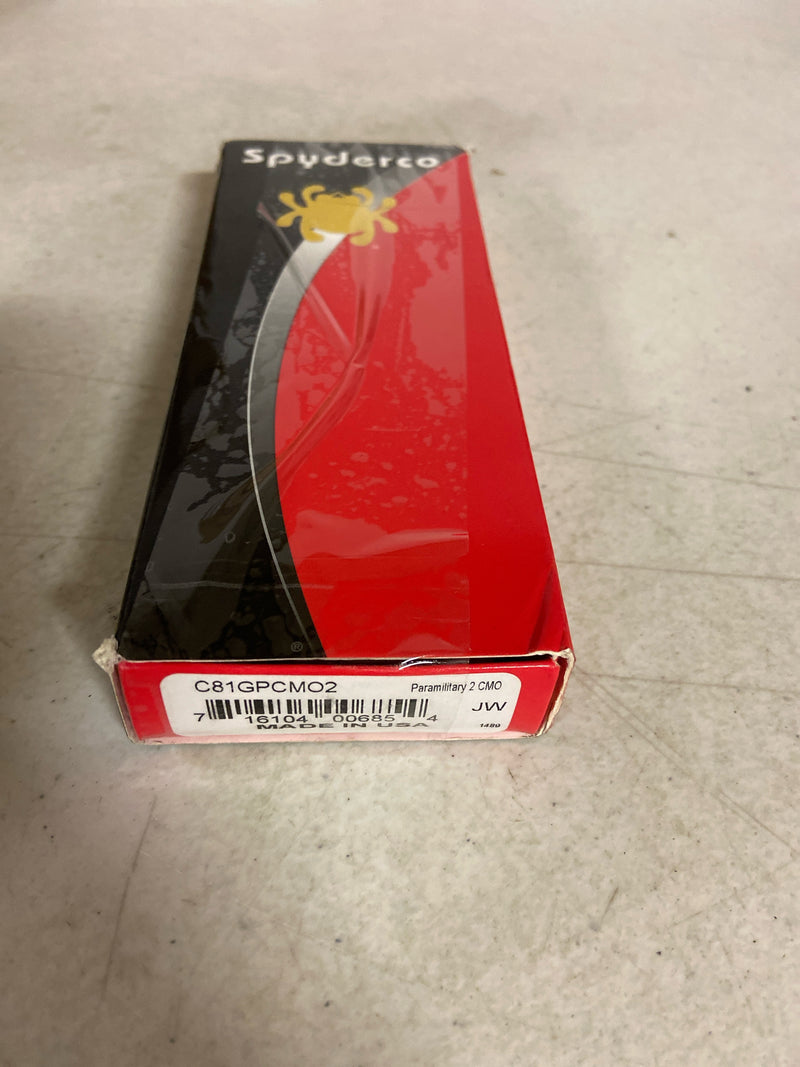 Spyderco
®
C81GPCMO2 Paramilitary 2 CMO
JW
7 16104 00685 4
MADE IN USA 1480